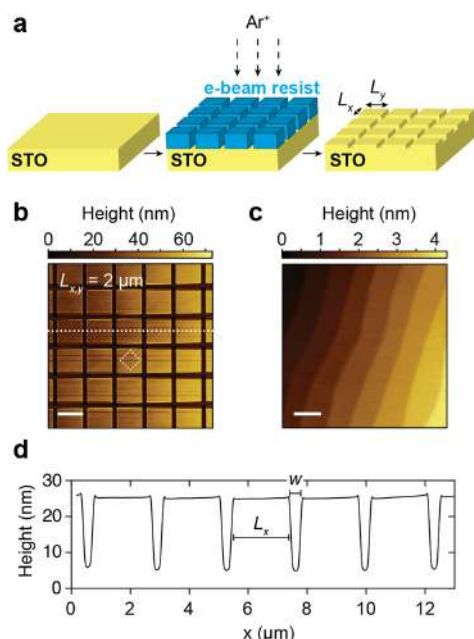 a
Ar⁺
e-beam resist
Lₓ
Lᵧ
STO
STO
STO
b
Height (nm)
0 20 40 60
Lₓ,ᵧ = 2 μm
c
Height (nm)
0 1 2 3 4
d
Height (nm)
30
20
10
0
w
Lₓ
0 2 4 6 8 10 12
x (μm)